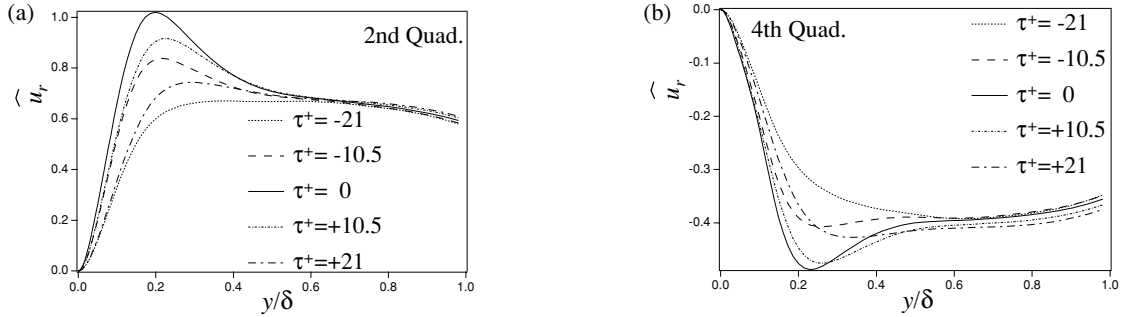 (a)
2nd Quad.
û_r
1.0
0.8
0.6
0.4
0.2
0.0
τ⁺= -21
τ⁺= -10.5
τ⁺= 0
τ⁺=+10.5
τ⁺=+21
0.0 0.2 0.4 0.6 0.8 1.0
y/δ
(b)
4th Quad.
û_r
0.0
-0.1
-0.2
-0.3
-0.4
τ⁺= -21
τ⁺= -10.5
τ⁺= 0
τ⁺=+10.5
τ⁺=+21
0.0 0.2 0.4 0.6 0.8 1.0
y/δ